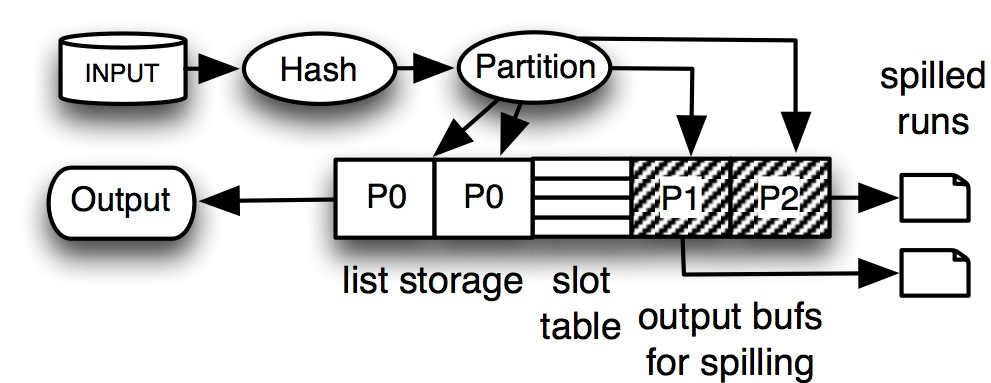 INPUT
Hash
Partition
spilled
runs
Output
P0
P0
P1
P2
list storage
slot
table
output bufs
for spilling